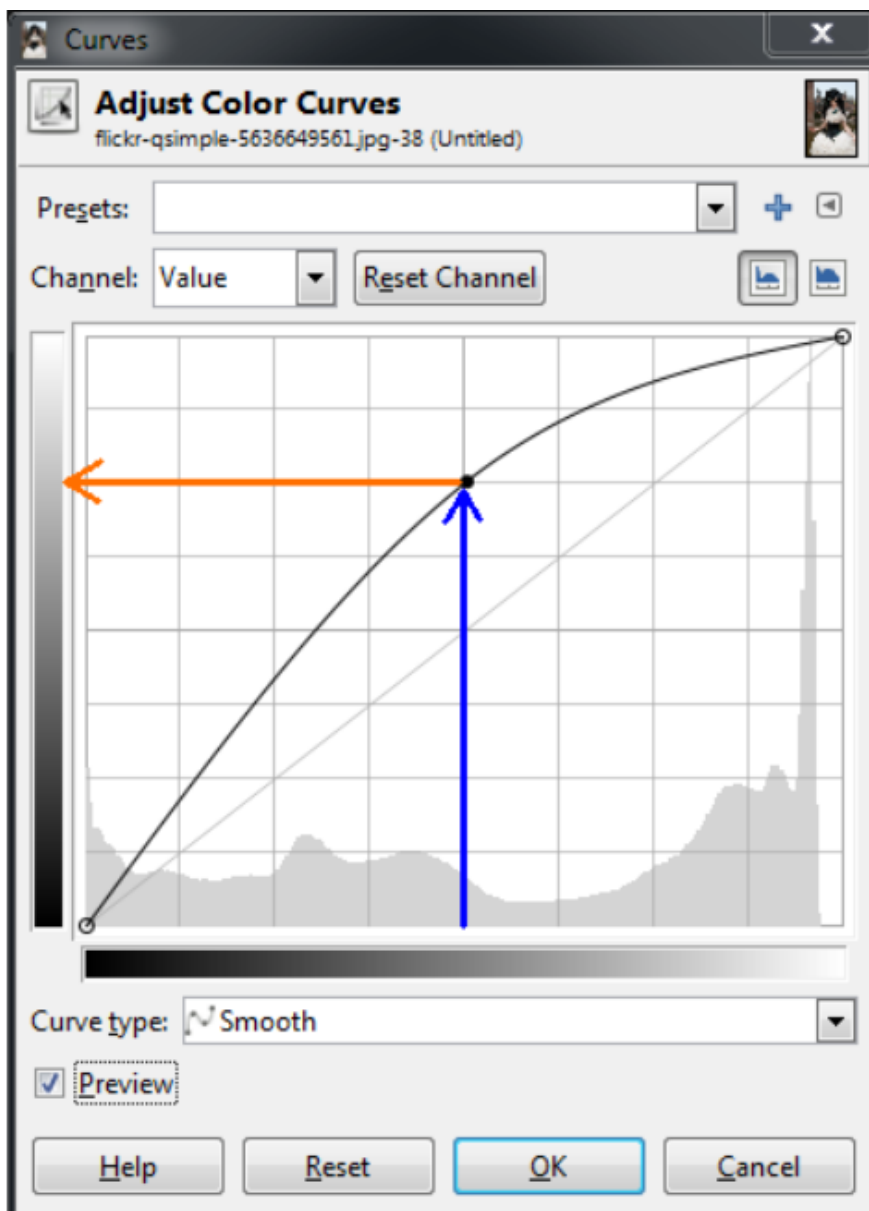 Curves
Adjust Color Curves
flickr-qsimple-5636649561.jpg-38 (Untitled)
Presets:
Channel: Value Reset Channel
Curve type: Smooth
Preview
Help Reset OK Cancel